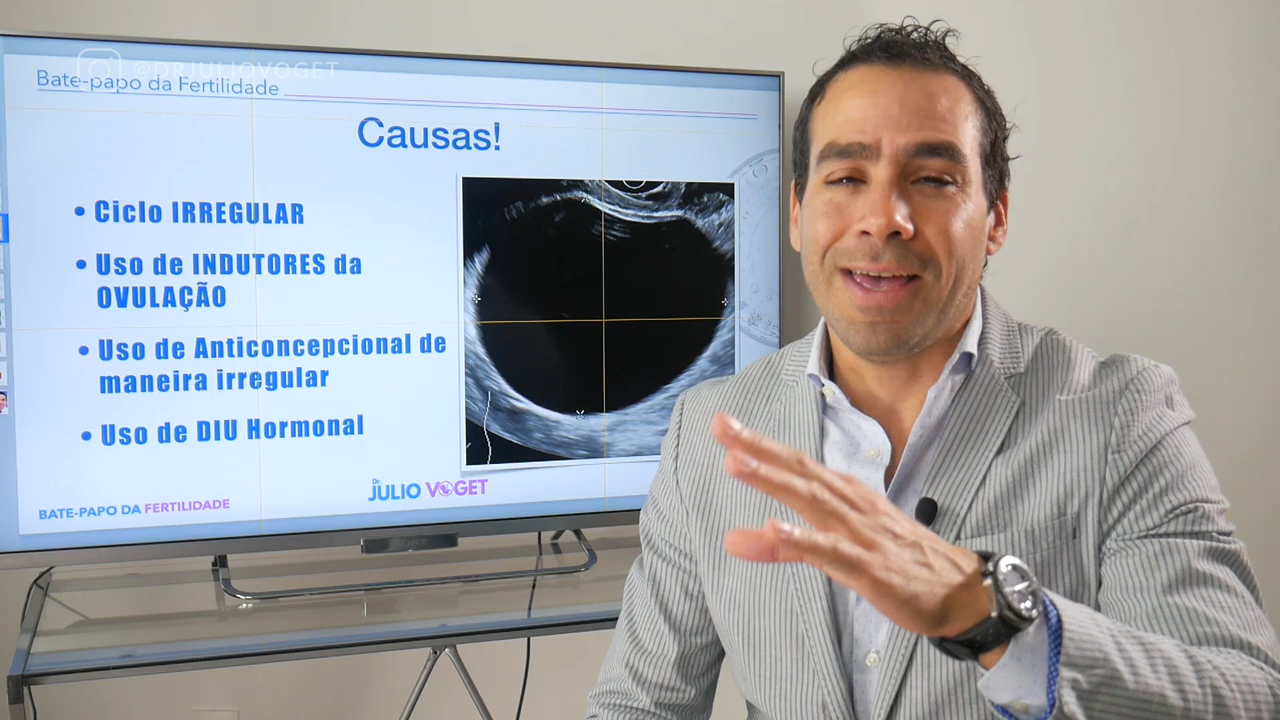 @DRJULIOVOGET
Bate-papo da Fertilidade
Causas!
• Ciclo IRREGULAR
• Uso de INDUTORES da
OVULAÇÃO
• Uso de Anticoncepcional de
maneira irregular
• Uso de DIU Hormonal
Dr.
JULIO VOGET
BATE-PAPO DA FERTILIDADE
SONY